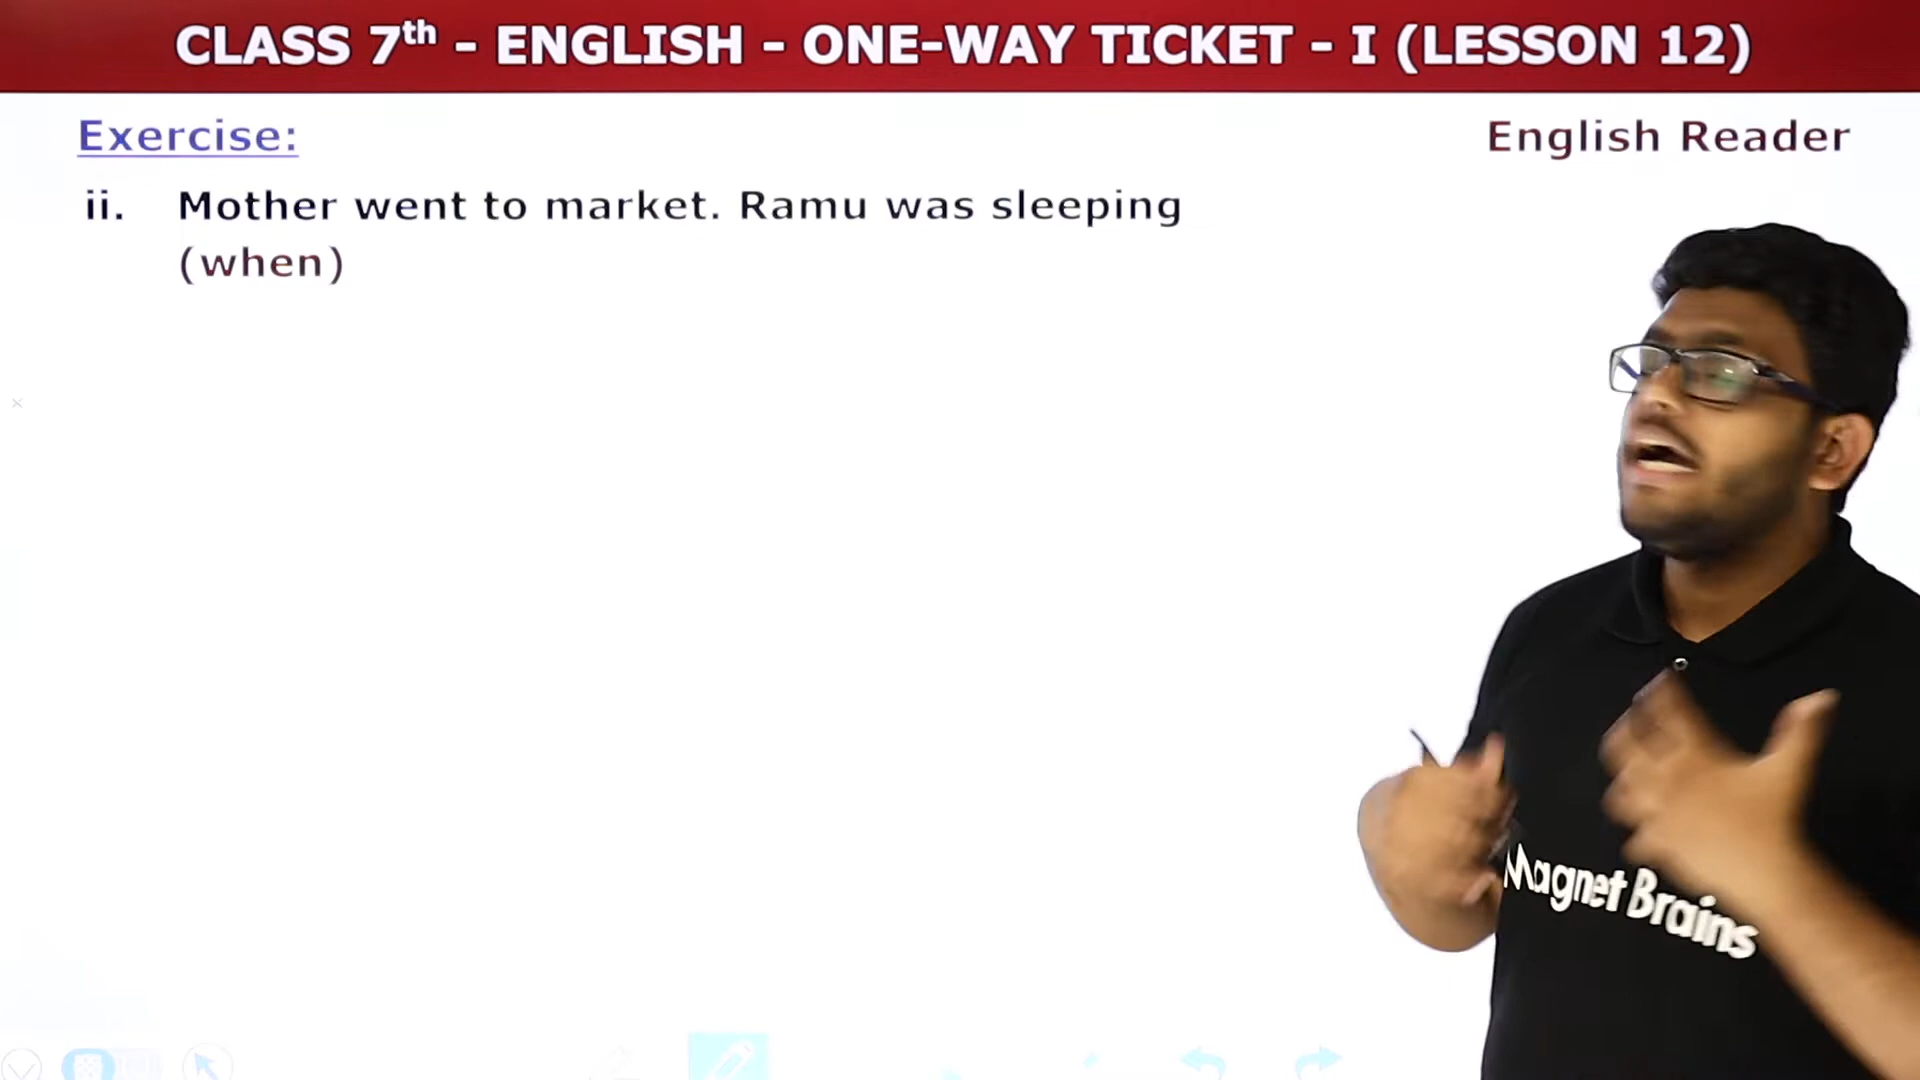 CLASS 7th - ENGLISH - ONE-WAY TICKET - I (LESSON 12)
Exercise:
English Reader
ii. Mother went to market. Ramu was sleeping
(when)
Magnet Brains